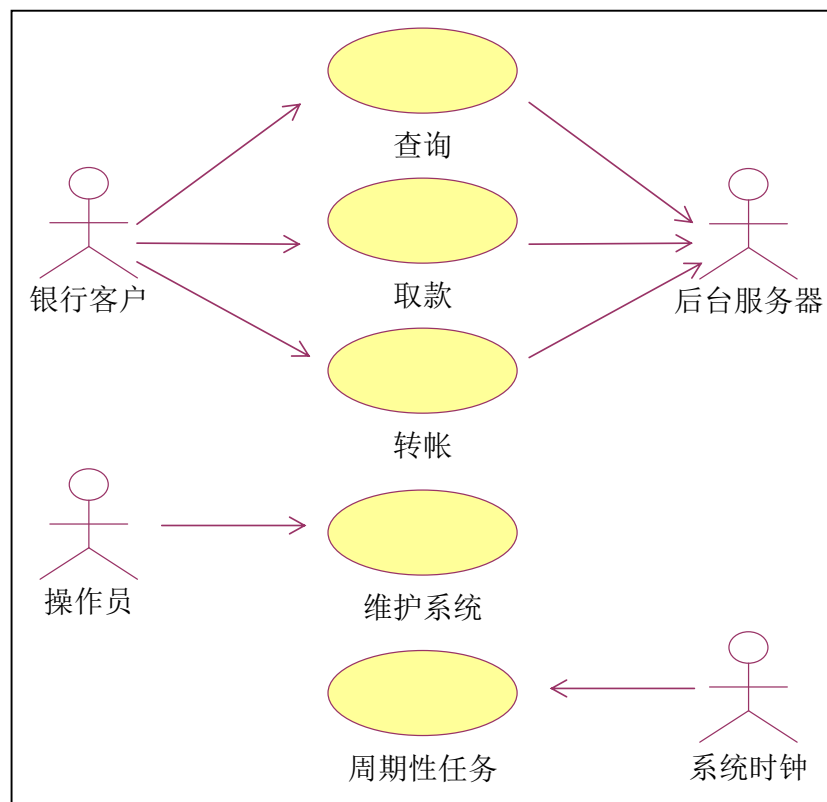 查询
银行客户
取款
后台服务器
转帐
操作员
维护系统
周期性任务
系统时钟